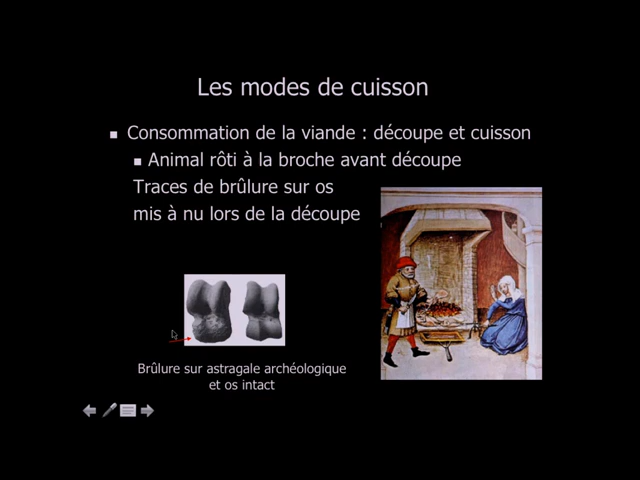 Les modes de cuisson
Consommation de la viande : découpe et cuisson
Animal rôti à la broche avant découpe
Traces de brûlure sur os
mis à nu lors de la découpe
Brûlure sur astragale archéologique
et os intact